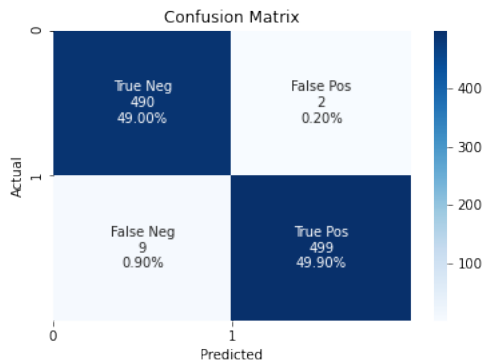 Confusion Matrix
0
True Neg
490
49.00%
False Pos
2
0.20%
400
300
200
100
Actual
1
False Neg
9
0.90%
True Pos
499
49.90%
0
1
Predicted